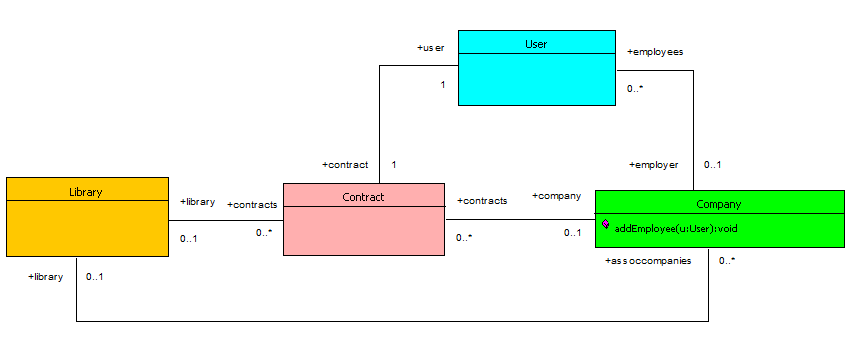 User
+user
+employees
1
0..*
+contract
1
+employer
0..1
Library
Contract
Company
+library
+contracts
+contracts
+company
addEmployee(u:User):void
0..1
0..*
0..*
0..1
+library
0..1
+assoccompanies
0..*